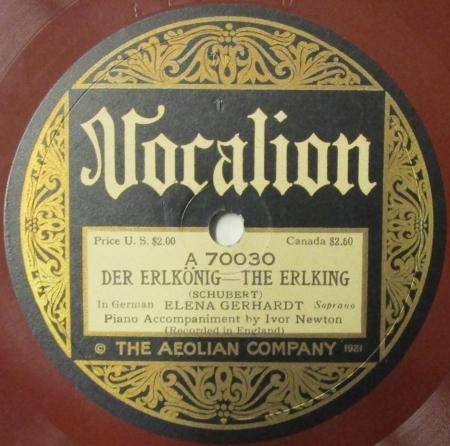 Vocalion
Price U. S. $2.00 Canada $2.50
A 70030
DER ERLKÖNIG—THE ERLKING
(SCHUBERT)
In German ELENA GERHARDT Soprano
Piano Accompaniment by Ivor Newton
(Recorded in England)
© THE AEOLIAN COMPANY 1921